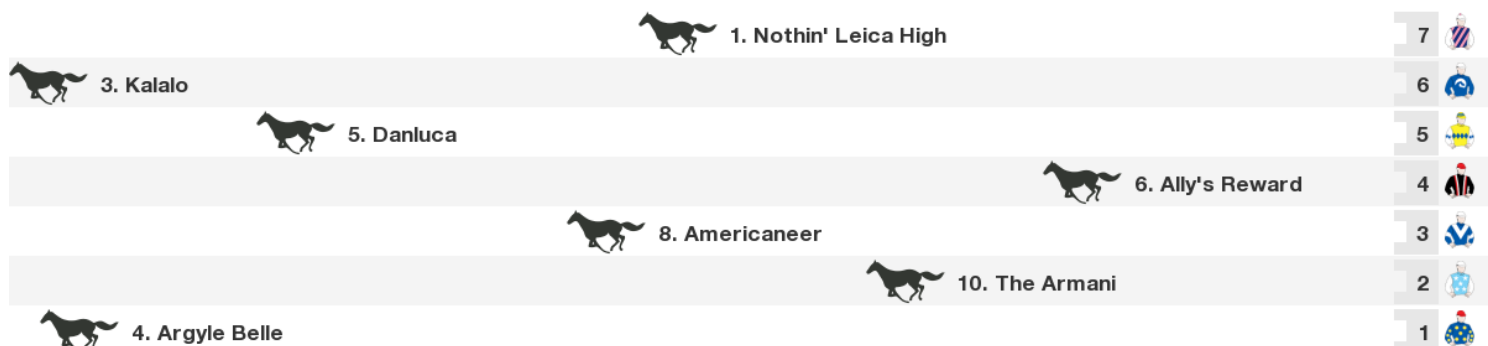 1. Nothin' Leica High 7
3. Kalalo 6
5. Danluca 5
6. Ally's Reward 4
8. Americaneer 3
10. The Armani 2
4. Argyle Belle 1